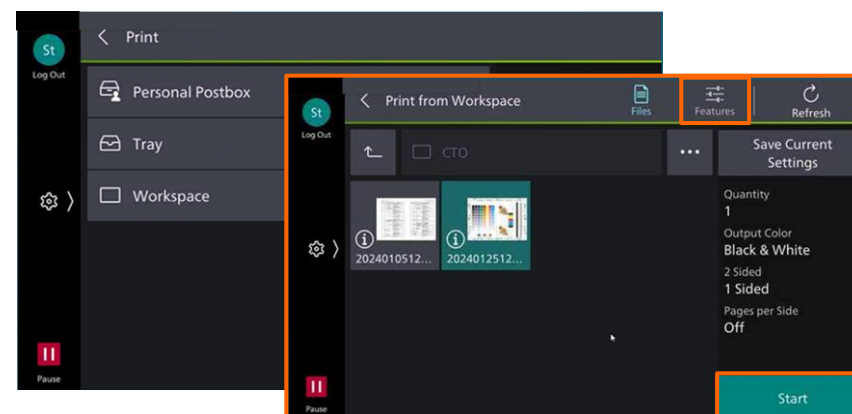 St
Log Out
Print
Personal Postbox
Tray
Workspace
Pause
St
Log Out
Print from Workspace
Files
Features
Refresh
CTO
Save Current
Settings
2024010512...
2024012512...
Quantity
1
Output Color
Black & White
2 Sided
1 Sided
Pages per Side
Off
Pause
Start